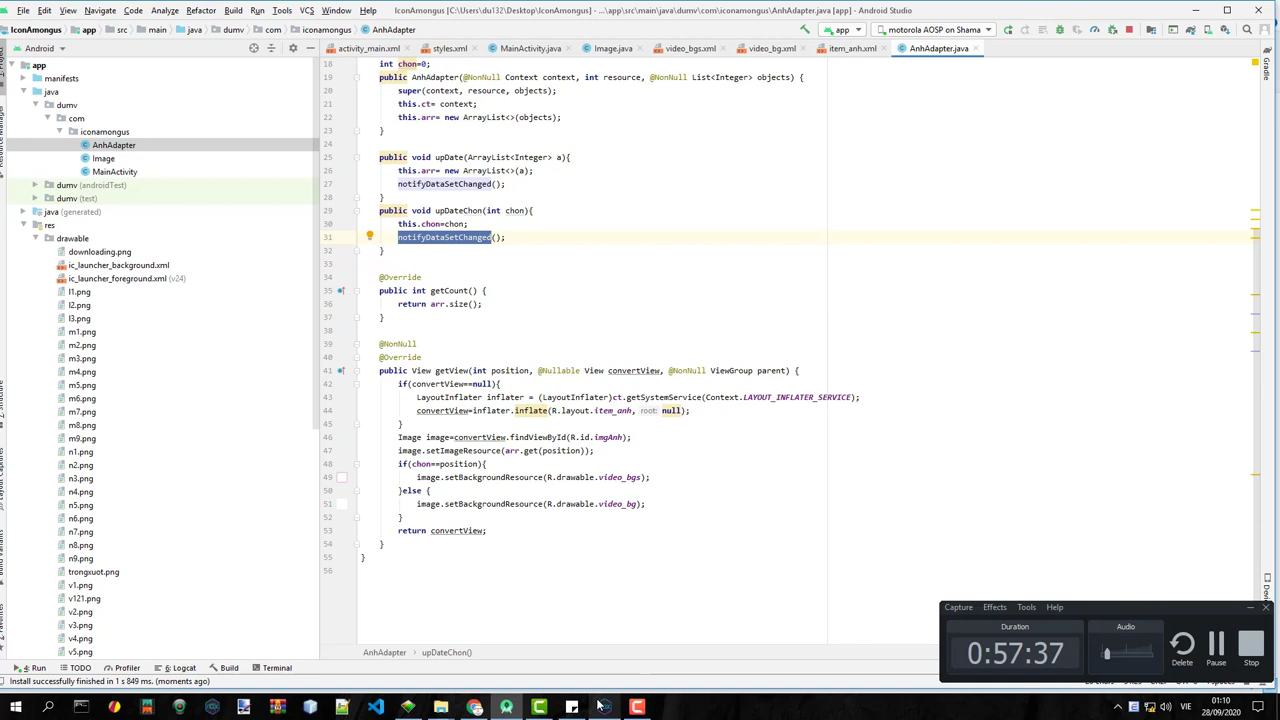 File Edit View Navigate Code Analyze Refactor Build Run Tools VCS Window Help IconAmongus [C:\Users\du132\Desktop\IconAmongus] - ...\app\src\main\java\dumv\com\iconamongus\AnhAdapter.java [app] - Android Studio
IconAmongus app src main java dumv com iconamongus AnhAdapter app motorola AOSP on Shama
Android activity_main.xml styles.xml MainActivity.java Image.java video_bgs.xml video_bg.xml item_anh.xml AnhAdapter.java
app
manifests
java
dumv
com
iconamongus
AnhAdapter
Image
MainActivity
dumv (androidTest)
dumv (test)
java (generated)
res
drawable
downloading.png
ic_launcher_background.xml
ic_launcher_foreground.xml (v24)
l1.png
l2.png
l3.png
m1.png
m2.png
m3.png
m4.png
m5.png
m6.png
m7.png
m8.png
m9.png
n1.png
n2.png
n3.png
n4.png
n5.png
n6.png
n7.png
n8.png
n9.png
trongxuot.png
v1.png
v121.png
v2.png
v3.png
v4.png
v5.png
Resource Manager
Layout Captures
Build Variants
Gradle
18 int chon=0;
19 public AnhAdapter(@NonNull Context context, int resource, @NonNull List<Integer> objects) {
20 super(context, resource, objects);
21 this.ct= context;
22 this.arr= new ArrayList<>(objects);
23 }
24
25 public void upDate(ArrayList<Integer> a){
26 this.arr= new ArrayList<>(a);
27 notifyDataSetChanged();
28 }
29 public void upDateChon(int chon){
30 this.chon=chon;
31 notifyDataSetChanged();
32 }
33
34 @Override
35 public int getCount() {
36 return arr.size();
37 }
38
39 @NonNull
40 @Override
41 public View getView(int position, @Nullable View convertView, @NonNull ViewGroup parent) {
42 if(convertView==null){
43 LayoutInflater inflater = (LayoutInflater)ct.getSystemService(Context.LAYOUT_INFLATER_SERVICE);
44 convertView=inflater.inflate(R.layout.item_anh, root: null);
45 }
46 Image image=convertView.findViewById(R.id.imgAnh);
47 image.setImageResource(arr.get(position));
48 if(chon==position){
49 image.setBackgroundResource(R.drawable.video_bgs);
50 }else {
51 image.setBackgroundResource(R.drawable.video_bg);
52 }
53 return convertView;
54 }
55 }
56
AnhAdapter upDateChon()
Capture Effects Tools Help
Duration Audio
0:57:37
Delete Pause Stop
4: Run TODO Profiler 6: Logcat Build Terminal
Install successfully finished in 1 s 849 ms. (moments ago)
VIE
01:10
28/09/2020